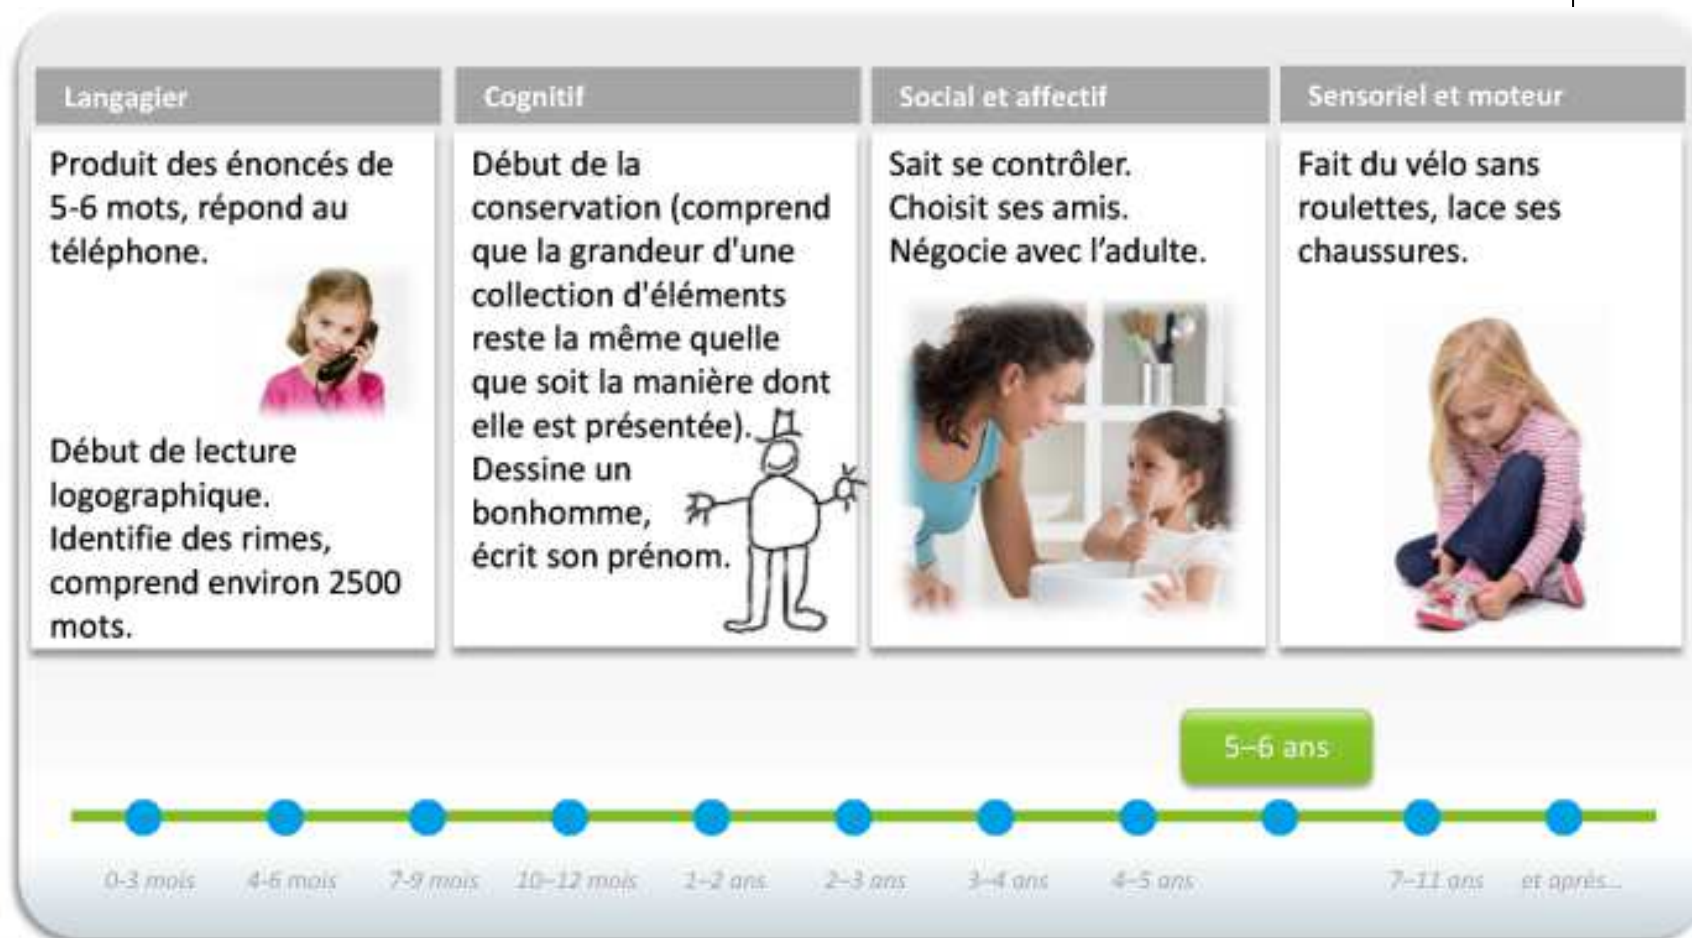 Langagier
Produit des énoncés de
5-6 mots, répond au
téléphone.
Début de lecture
logographique.
Identifie des rimes,
comprend environ 2500
mots.
Cognitif
Début de la
conservation (comprend
que la grandeur d'une
collection d'éléments
reste la même quelle
que soit la manière dont
elle est présentée).
Dessine un
bonhomme,
écrit son prénom.
Social et affectif
Sait se contrôler.
Choisit ses amis.
Négocie avec l’adulte.
Sensoriel et moteur
Fait du vélo sans
roulettes, lace ses
chaussures.
5–6 ans
0-3 mois 4-6 mois 7-9 mois 10–12 mois 1–2 ans 2–3 ans 3–4 ans 4–5 ans 7–11 ans et après...